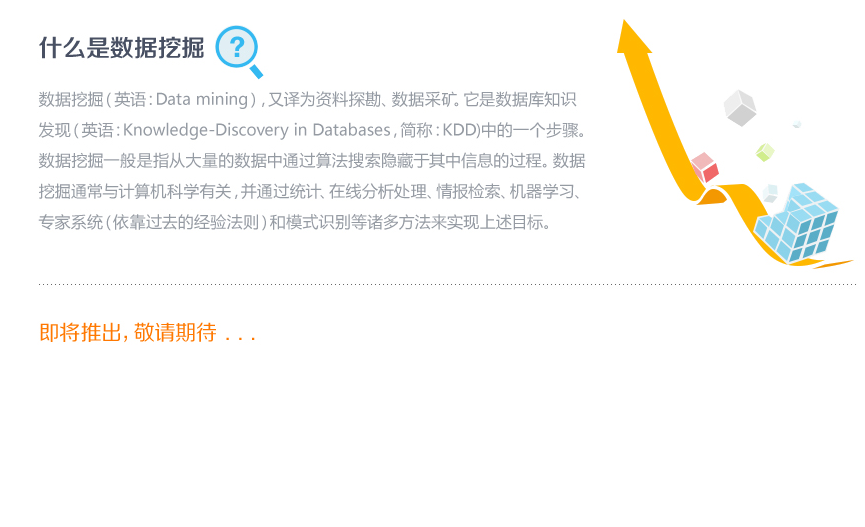 什么是数据挖掘 ?
数据挖掘(英语:Data mining),又译为资料探勘、数据采矿。它是数据库知识
发现(英语:Knowledge-Discovery in Databases,简称:KDD)中的一个步骤。
数据挖掘一般是指从大量的数据中通过算法搜索隐藏于其中信息的过程。数据
挖掘通常与计算机科学有关,并通过统计、在线分析处理、情报检索、机器学习、
专家系统(依靠过去的经验法则)和模式识别等诸多方法来实现上述目标。
即将推出,敬请期待 . . .